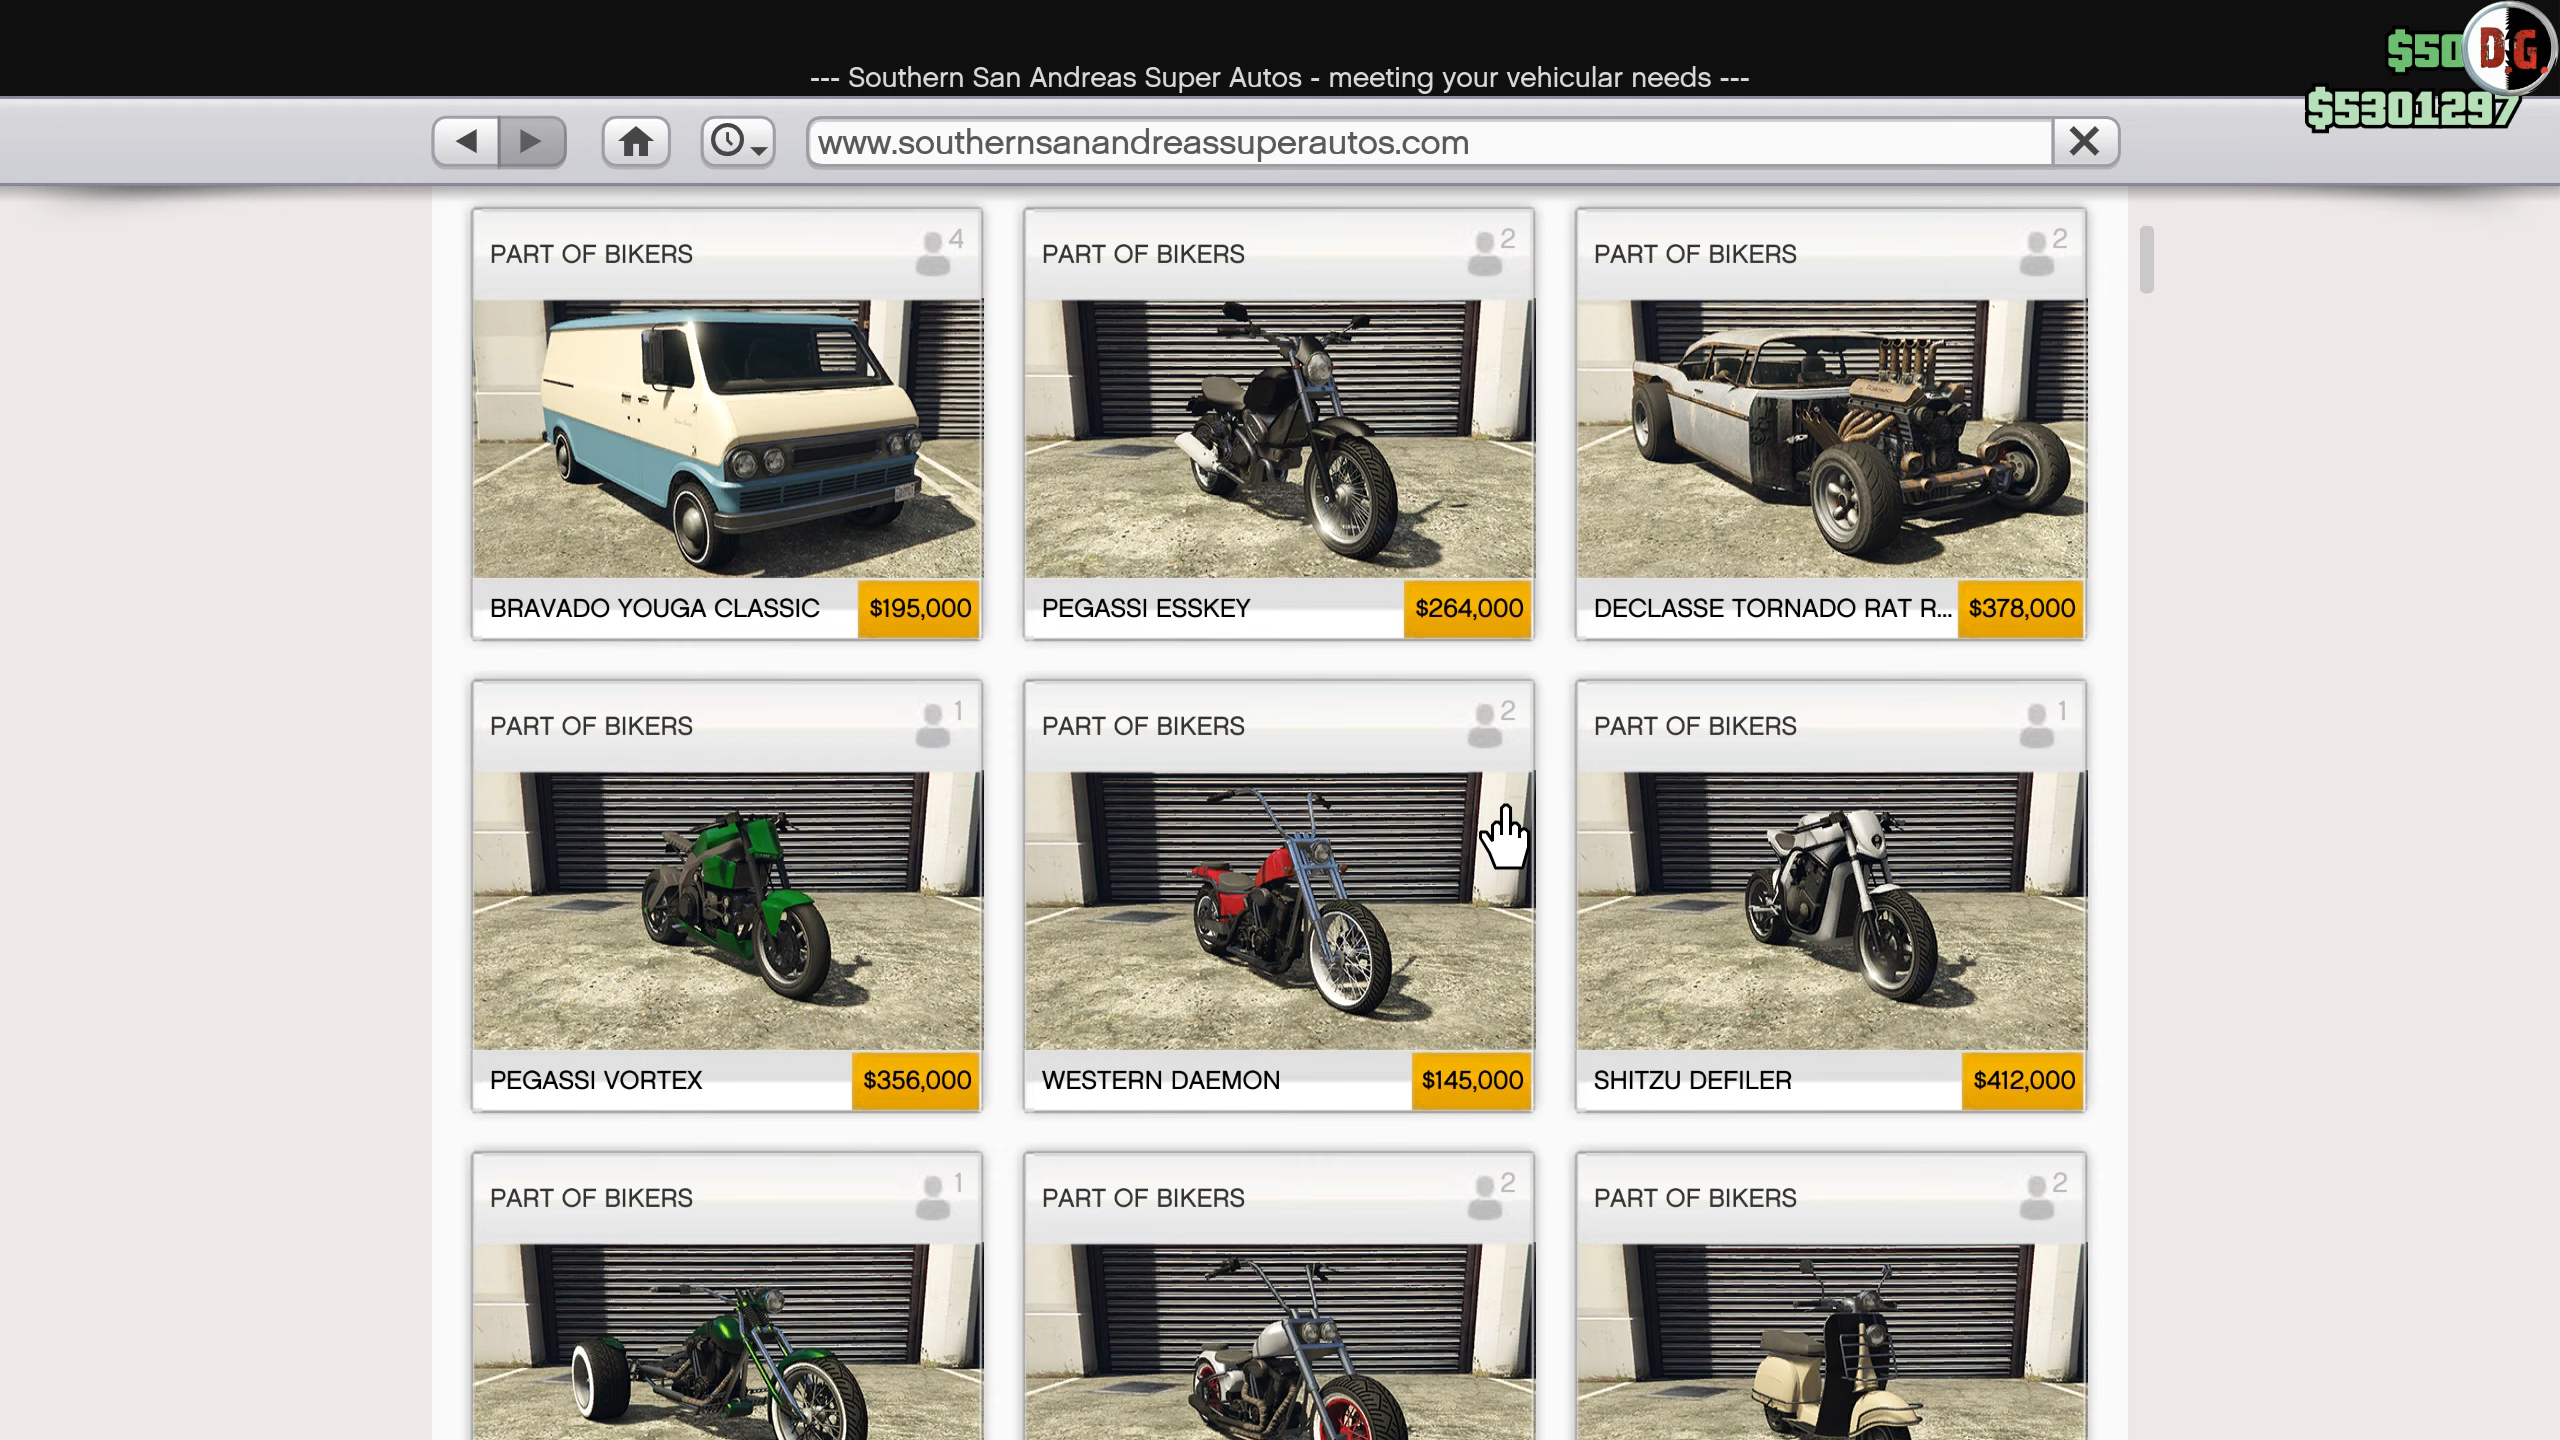 --- Southern San Andreas Super Autos - meeting your vehicular needs ---
$50
D.G.
$5301297
www.southernsanandreassuperautos.com
PART OF BIKERS 4
PART OF BIKERS 2
PART OF BIKERS 2
BRAVADO YOUGA CLASSIC $195,000
PEGASSI ESSKEY $264,000
DECLASSE TORNADO RAT R... $378,000
PART OF BIKERS 1
PART OF BIKERS 2
PART OF BIKERS 1
PEGASSI VORTEX $356,000
WESTERN DAEMON $145,000
SHITZU DEFILER $412,000
PART OF BIKERS 1
PART OF BIKERS 2
PART OF BIKERS 2